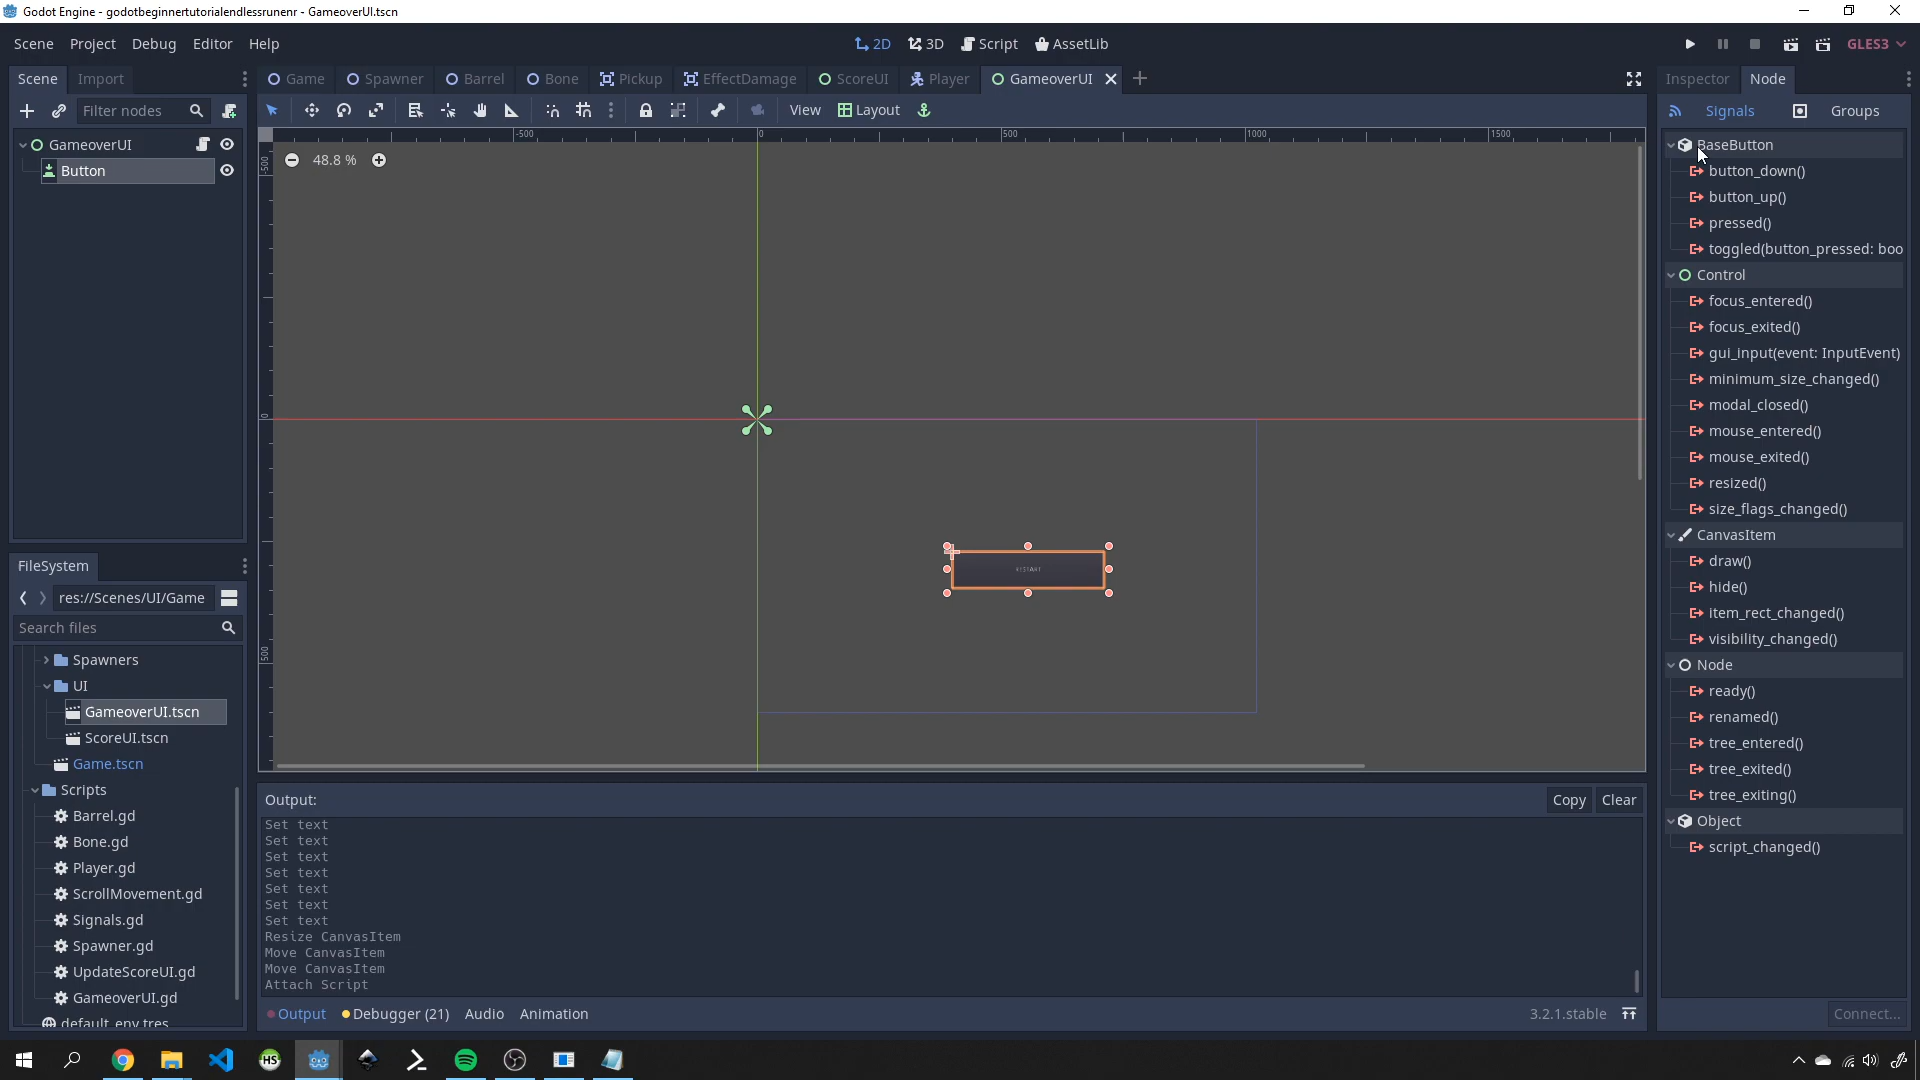 Godot Engine - godotbeginnertutorialendlessrunenr - GameoverUI.tscn
Scene Project Debug Editor Help
2D 3D Script AssetLib
GLES3
Scene Import
Game Spawner Barrel Bone Pickup EffectDamage ScoreUI Player GameoverUI
Inspector Node
Filter nodes
View Layout
Signals Groups
GameoverUI
Button
-500 0 500 1000 1500
-500
0
500
48.8 %
RESTART
BaseButton
button_down()
button_up()
pressed()
toggled(button_pressed: boo
Control
focus_entered()
focus_exited()
gui_input(event: InputEvent)
minimum_size_changed()
modal_closed()
mouse_entered()
mouse_exited()
resized()
size_flags_changed()
CanvasItem
draw()
hide()
item_rect_changed()
visibility_changed()
Node
ready()
renamed()
tree_entered()
tree_exited()
tree_exiting()
Object
script_changed()
Connect...
FileSystem
res://Scenes/UI/Game
Search files
Spawners
UI
GameoverUI.tscn
ScoreUI.tscn
Game.tscn
Scripts
Barrel.gd
Bone.gd
Player.gd
ScrollMovement.gd
Signals.gd
Spawner.gd
UpdateScoreUI.gd
GameoverUI.gd
default_env.tres
Output:
Copy Clear
Set text
Set text
Set text
Set text
Set text
Set text
Set text
Resize CanvasItem
Move CanvasItem
Move CanvasItem
Attach Script
Output Debugger (21) Audio Animation
3.2.1.stable
HS